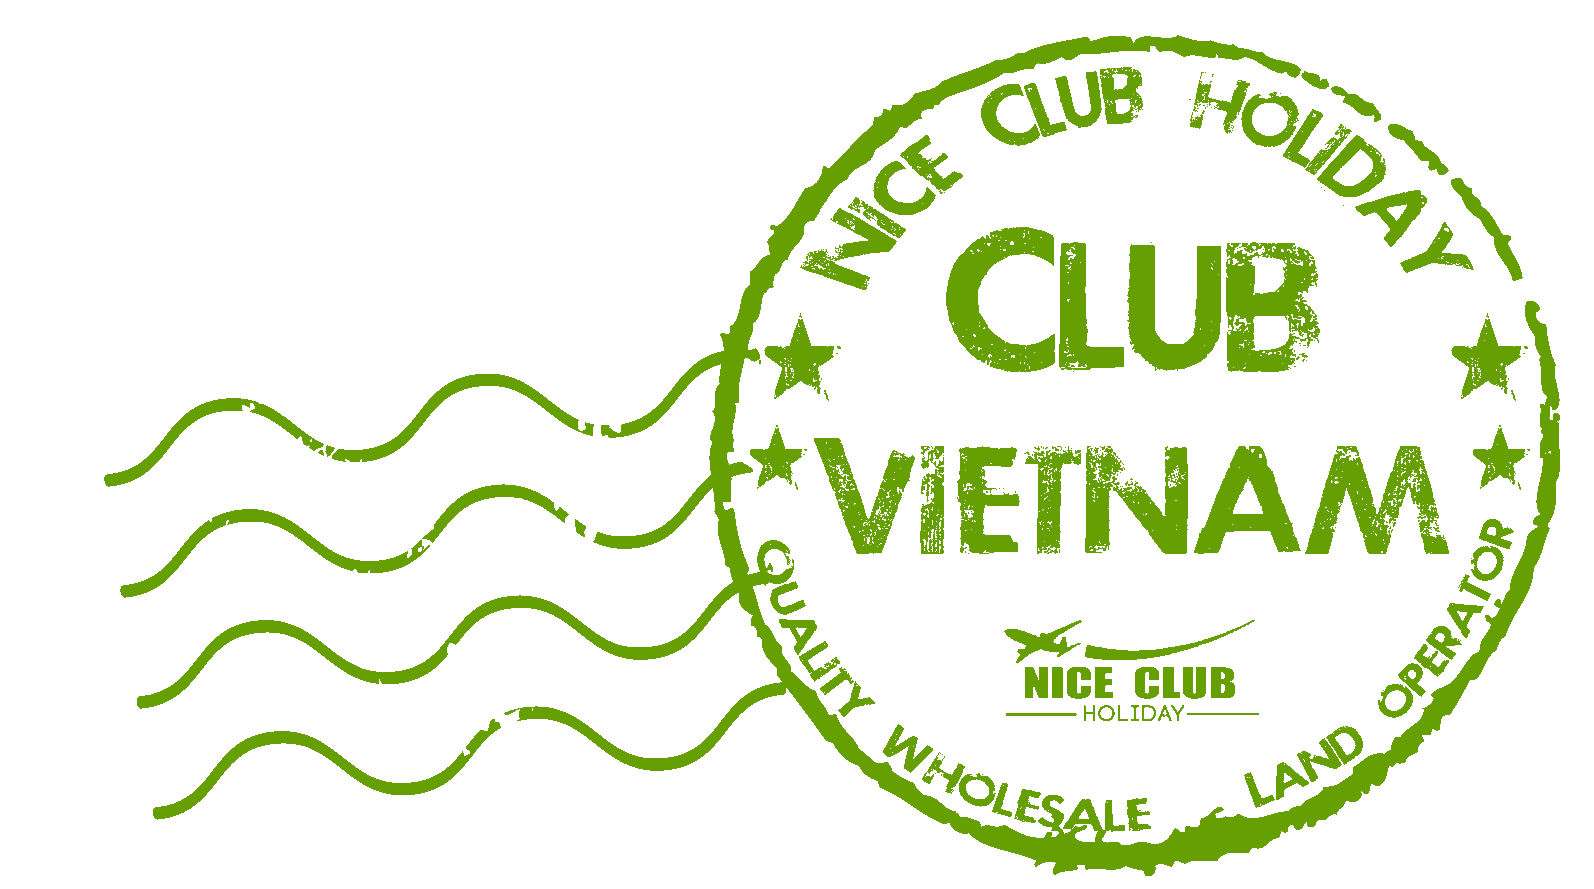 NICE CLUB HOLIDAY
CLUB
VIETNAM
NICE CLUB
HOLIDAY
QUALITY WHOLESALE LAND OPERATOR